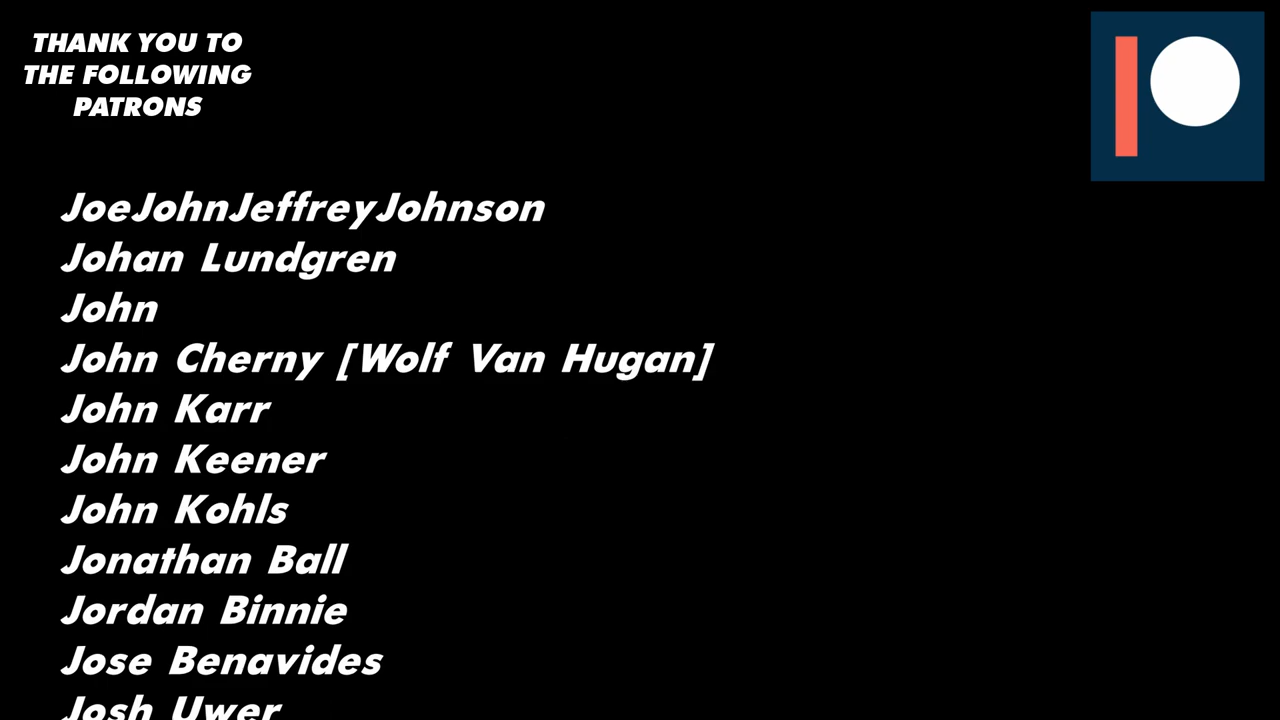 THANK YOU TO
THE FOLLOWING
PATRONS
JoeJohnJeffreyJohnson
Johan Lundgren
John
John Cherny [Wolf Van Hugan]
John Karr
John Keener
John Kohls
Jonathan Ball
Jordan Binnie
Jose Benavides
Josh Uwer